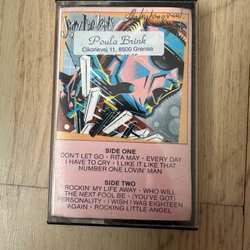 Poula Brink
Cikorievej 11, 8500 Grenaa
SIDE ONE
DON'T LET GO - RITA MAY - EVERY DAY
I HAVE TO CRY - I LIKE IT LIKE THAT
NUMBER ONE LOVIN' MAN
SIDE TWO
ROCKIN' MY LIFE AWAY - WHO WILL
THE NEXT FOOL BE - (YOU'VE GOT)
PERSONALITY - I WISH I WAS EIGHTEEN
AGAIN - ROCKING LITTLE ANGEL